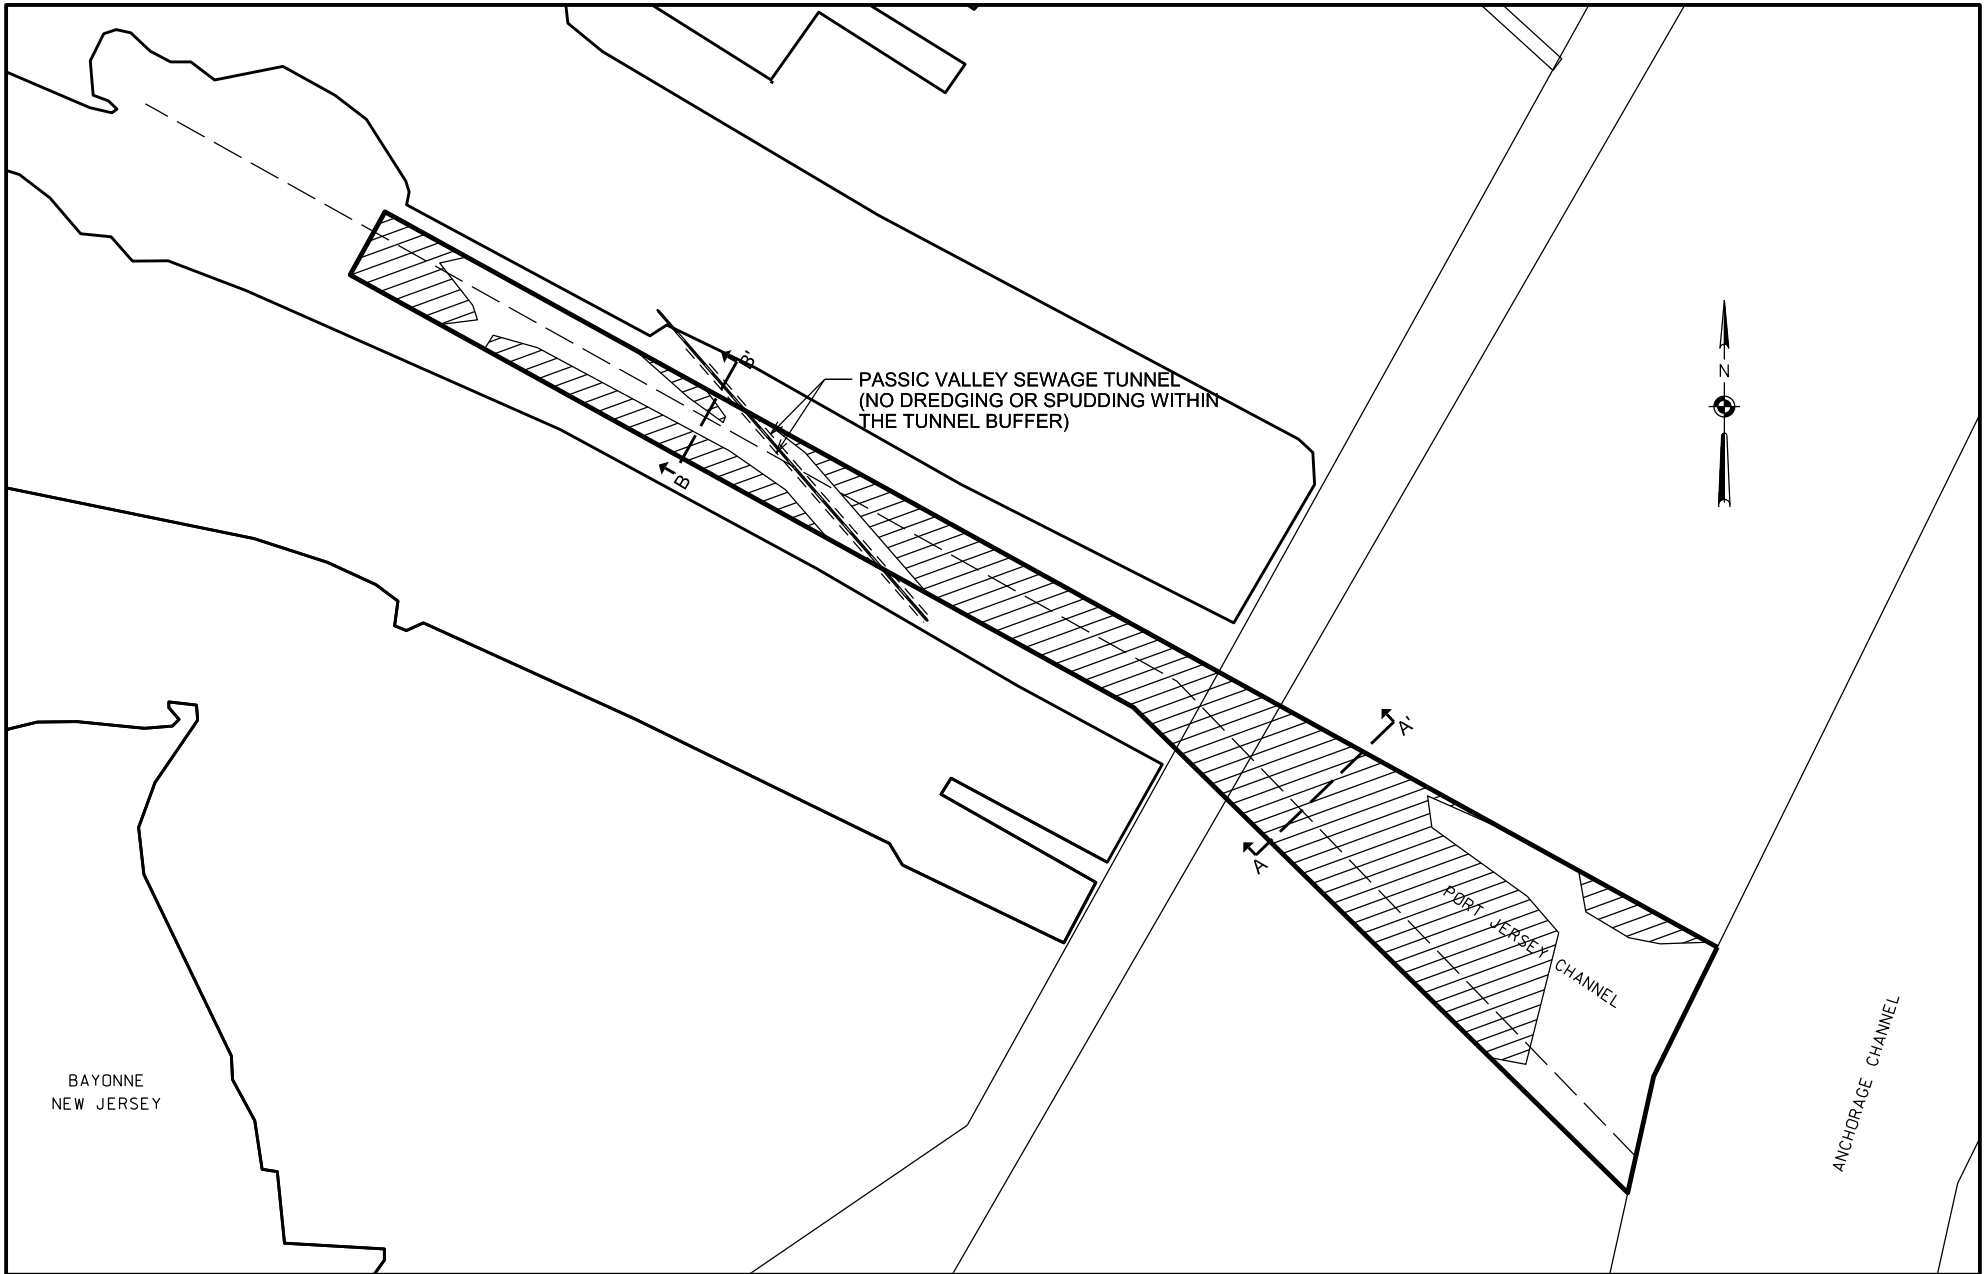 B'
PASSIC VALLEY SEWAGE TUNNEL
(NO DREDGING OR SPUDDING WITHIN
THE TUNNEL BUFFER)
N
B
A'
A
PORT JERSEY CHANNEL
ANCHORAGE CHANNEL
BAYONNE
NEW JERSEY